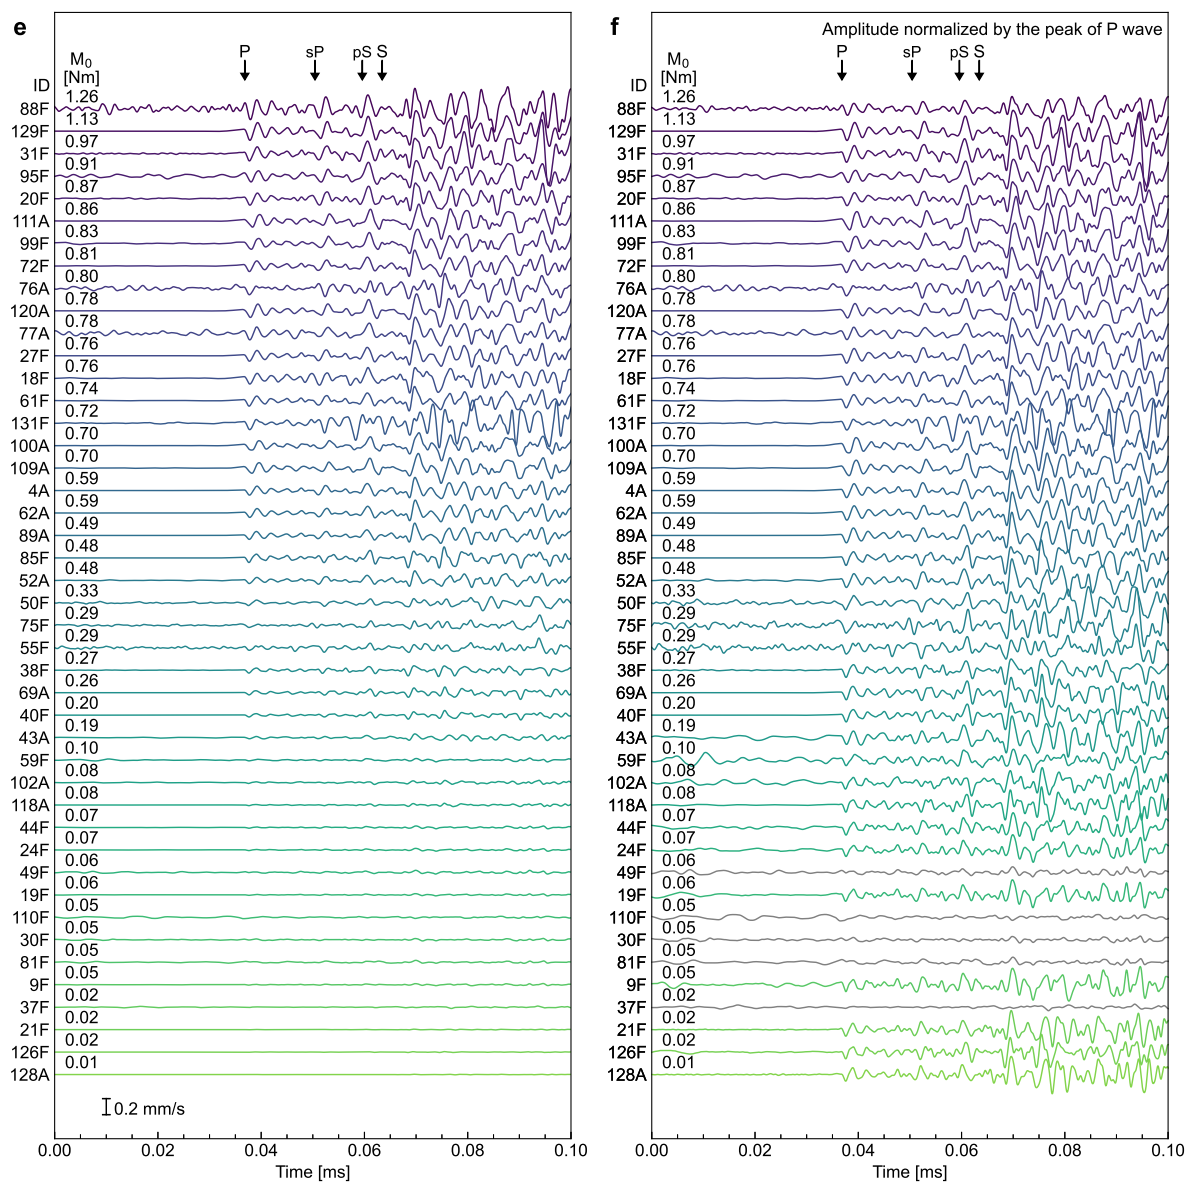 e
P sP pS S
M0
[Nm]
ID
1.26
88F
1.13
129F
0.97
31F
0.91
95F
0.87
20F
0.86
111A
0.83
99F
0.81
72F
0.80
76A
0.78
120A
0.78
77A
0.76
27F
0.76
18F
0.74
61F
0.72
131F
0.70
100A
0.70
109A
0.59
4A
0.59
62A
0.49
89A
0.48
85F
0.48
52A
0.33
50F
0.29
75F
0.29
55F
0.27
38F
0.26
69A
0.20
40F
0.19
43A
0.10
59F
0.08
102A
0.08
118A
0.07
44F
0.07
24F
0.06
49F
0.06
19F
0.05
110F
0.05
30F
0.05
81F
0.05
9F
0.02
37F
0.02
21F
0.02
126F
0.01
128A
0.2 mm/s
0.00 0.02 0.04 0.06 0.08 0.10
Time [ms]
f
Amplitude normalized by the peak of P wave
P sP pS S
M0
[Nm]
ID
1.26
88F
1.13
129F
0.97
31F
0.91
95F
0.87
20F
0.86
111A
0.83
99F
0.81
72F
0.80
76A
0.78
120A
0.78
77A
0.76
27F
0.76
18F
0.74
61F
0.72
131F
0.70
100A
0.70
109A
0.59
4A
0.59
62A
0.49
89A
0.48
85F
0.48
52A
0.33
50F
0.29
75F
0.29
55F
0.27
38F
0.26
69A
0.20
40F
0.19
43A
0.10
59F
0.08
102A
0.08
118A
0.07
44F
0.07
24F
0.06
49F
0.06
19F
0.05
110F
0.05
30F
0.05
81F
0.05
9F
0.02
37F
0.02
21F
0.02
126F
0.01
128A
0.00 0.02 0.04 0.06 0.08 0.10
Time [ms]